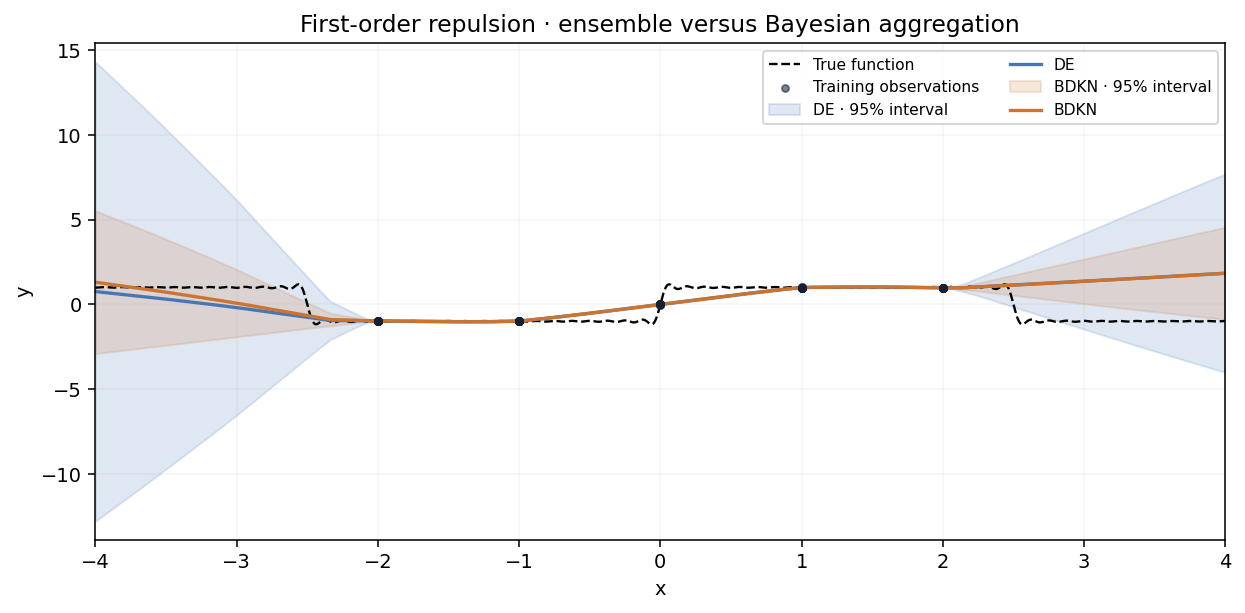 First-order repulsion · ensemble versus Bayesian aggregation
True function
Training observations
DE · 95% interval
DE
BDKN · 95% interval
BDKN
15
10
5
0
−5
−10
y
−4
−3
−2
−1
0
1
2
3
4
x